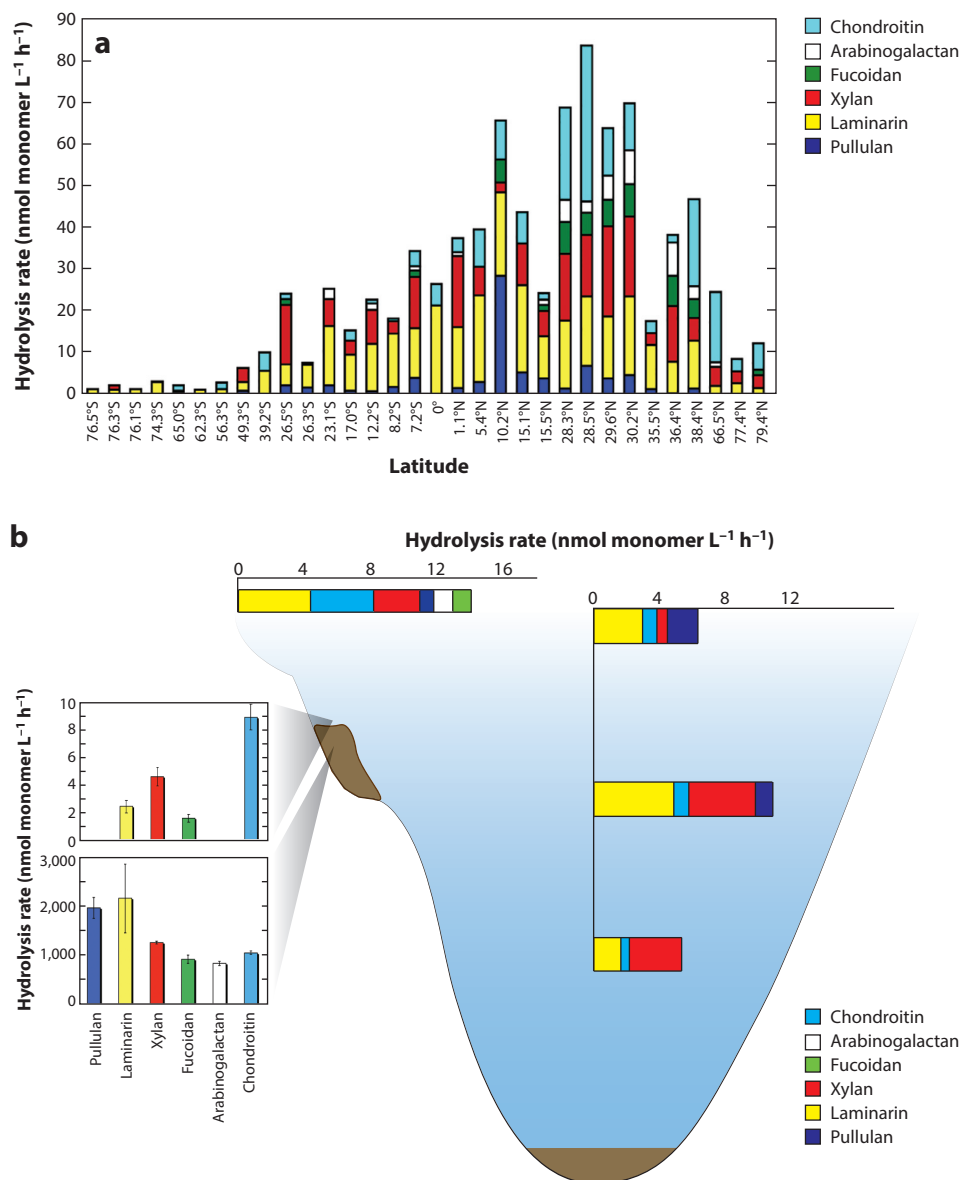 a
Hydrolysis rate (nmol monomer L⁻¹ h⁻¹)
90
80
70
60
50
40
30
20
10
0
Chondroitin
Arabinogalactan
Fucoidan
Xylan
Laminarin
Pullulan
76.5°S
76.3°S
76.1°S
74.3°S
65.0°S
62.3°S
56.3°S
49.3°S
39.2°S
26.5°S
26.3°S
23.1°S
17.0°S
12.2°S
8.2°S
7.2°S
0°
1.1°N
5.4°N
10.2°N
15.1°N
15.5°N
28.3°N
28.5°N
29.6°N
30.2°N
35.5°N
36.4°N
38.4°N
66.5°N
77.4°N
79.4°N
Latitude
b
Hydrolysis rate (nmol monomer L⁻¹ h⁻¹)
0 4 8 12 16
0 4 8 12
Hydrolysis rate (nmol monomer L⁻¹ h⁻¹)
10
8
6
4
2
0
3,000
2,000
1,000
0
Pullulan
Laminarin
Xylan
Fucoidan
Arabinogalactan
Chondroitin
Chondroitin
Arabinogalactan
Fucoidan
Xylan
Laminarin
Pullulan